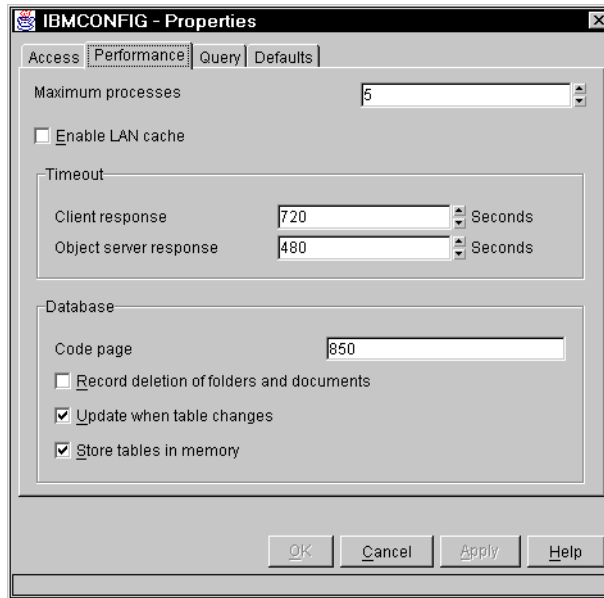 IBMCONFIG - Properties
Access Performance Query Defaults
Maximum processes 5
Enable LAN cache
Timeout
Client response 720 Seconds
Object server response 480 Seconds
Database
Code page 850
Record deletion of folders and documents
Update when table changes
Store tables in memory
OK Cancel Apply Help